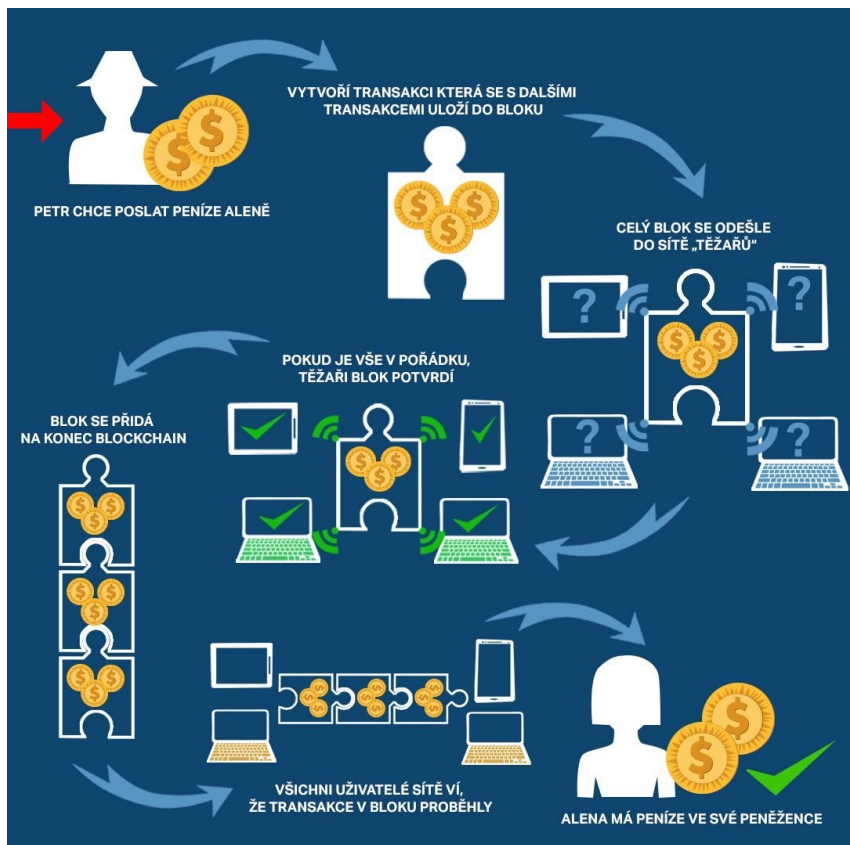 PETR CHCE POSLAT PENÍZE ALENĚ
VYTVOŘÍ TRANSAKCI KTERÁ SE S DALŠÍMI
TRANSAKCEMI ULOŽÍ DO BLOKU
CELÝ BLOK SE ODEŠLE
DO SÍTĚ „TĚŽAŘŮ“
POKUD JE VŠE V POŘÁDKU,
TĚŽAŘI BLOK POTVRDÍ
BLOK SE PŘIDÁ
NA KONEC BLOCKCHAIN
VŠICHNI UŽIVATELÉ SÍTĚ VÍ,
ŽE TRANSAKCE V BLOKU PROBĚHLY
ALENA MÁ PENÍZE VE SVÉ PENĚŽENCE